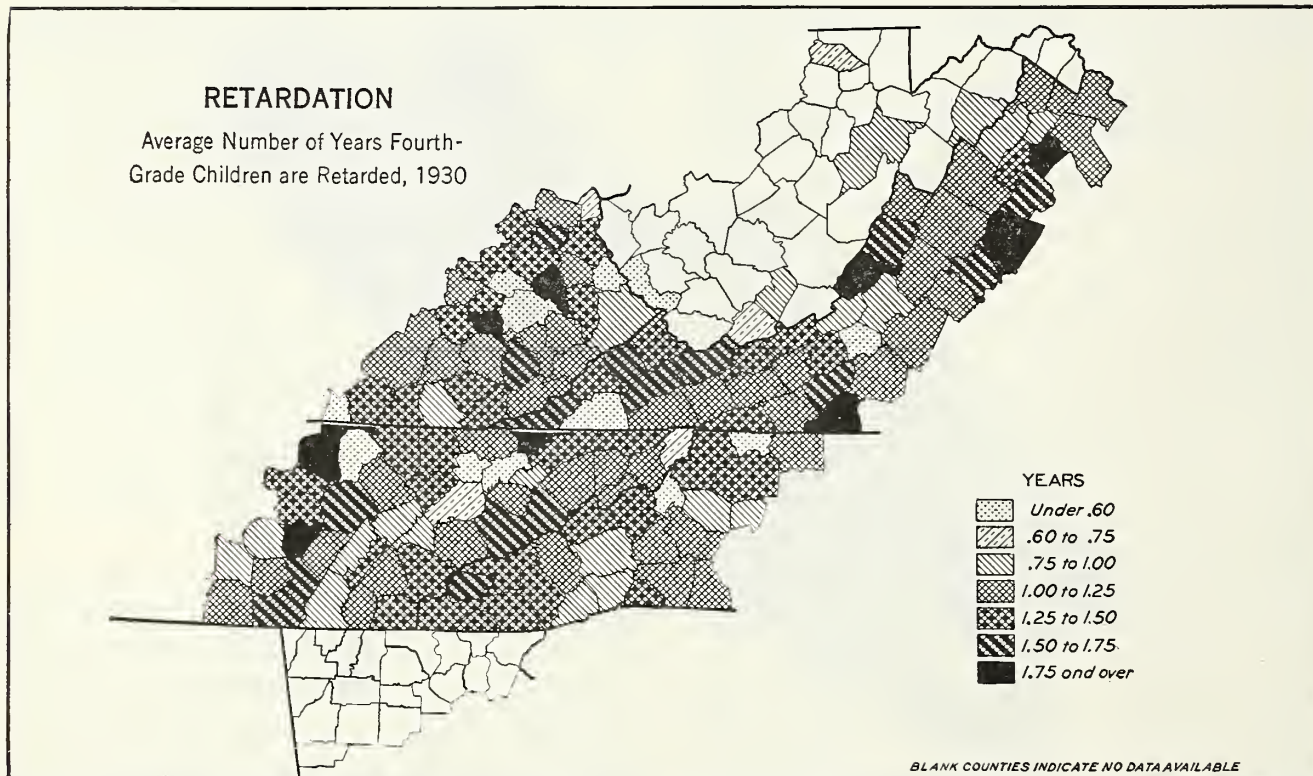 RETARDATION
Average Number of Years Fourth-
Grade Children are Retarded, 1930
YEARS
Under .60
.60 to .75
.75 to 1.00
1.00 to 1.25
1.25 to 1.50
1.50 to 1.75
1.75 and over
BLANK COUNTIES INDICATE NO DATA AVAILABLE